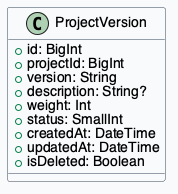 C ProjectVersion
id: BigInt
projectId: BigInt
version: String
description: String?
weight: Int
status: SmallInt
createdAt: DateTime
updatedAt: DateTime
isDeleted: Boolean